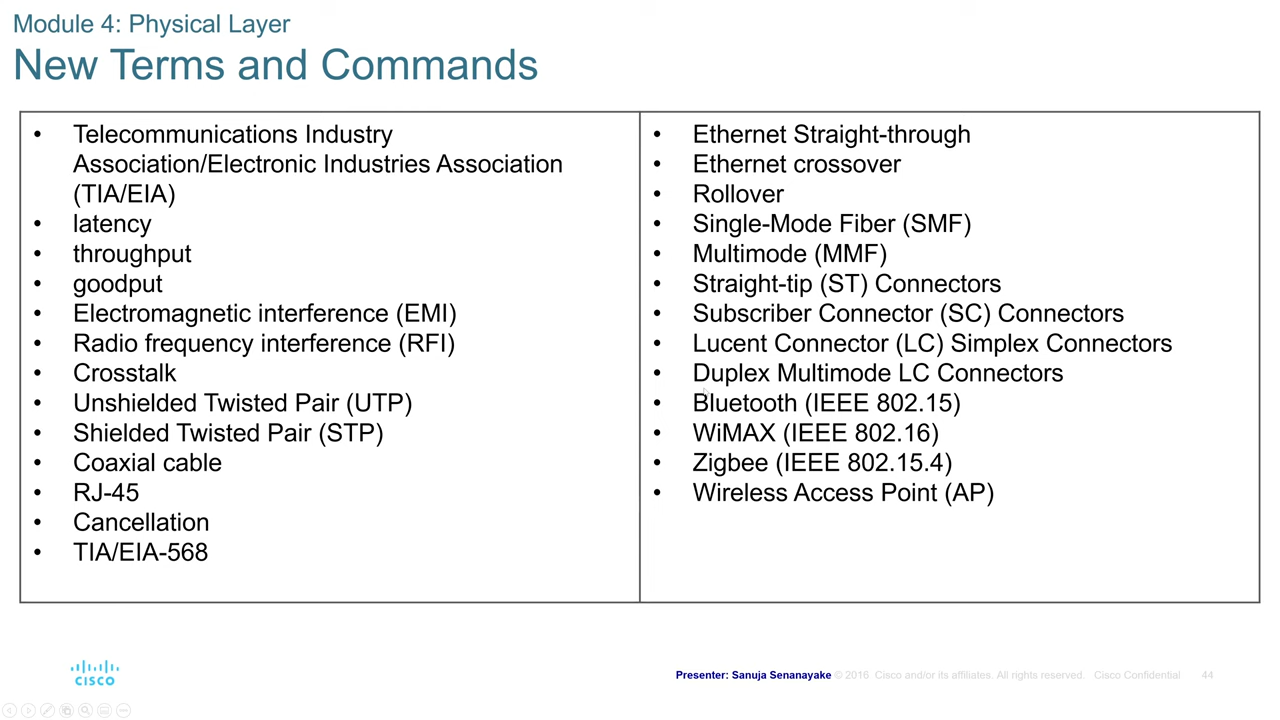 Module 4: Physical Layer
New Terms and Commands
• Telecommunications Industry
Association/Electronic Industries Association
(TIA/EIA)
• latency
• throughput
• goodput
• Electromagnetic interference (EMI)
• Radio frequency interference (RFI)
• Crosstalk
• Unshielded Twisted Pair (UTP)
• Shielded Twisted Pair (STP)
• Coaxial cable
• RJ-45
• Cancellation
• TIA/EIA-568
• Ethernet Straight-through
• Ethernet crossover
• Rollover
• Single-Mode Fiber (SMF)
• Multimode (MMF)
• Straight-tip (ST) Connectors
• Subscriber Connector (SC) Connectors
• Lucent Connector (LC) Simplex Connectors
• Duplex Multimode LC Connectors
• Bluetooth (IEEE 802.15)
• WiMAX (IEEE 802.16)
• Zigbee (IEEE 802.15.4)
• Wireless Access Point (AP)
CISCO
Presenter: Sanuja Senanayake © 2016 Cisco and/or its affiliates. All rights reserved. Cisco Confidential 44